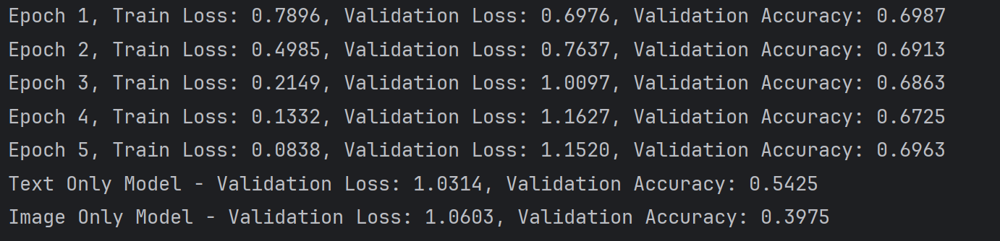 Epoch 1, Train Loss: 0.7896, Validation Loss: 0.6976, Validation Accuracy: 0.6987
Epoch 2, Train Loss: 0.4985, Validation Loss: 0.7637, Validation Accuracy: 0.6913
Epoch 3, Train Loss: 0.2149, Validation Loss: 1.0097, Validation Accuracy: 0.6863
Epoch 4, Train Loss: 0.1332, Validation Loss: 1.1627, Validation Accuracy: 0.6725
Epoch 5, Train Loss: 0.0838, Validation Loss: 1.1520, Validation Accuracy: 0.6963
Text Only Model - Validation Loss: 1.0314, Validation Accuracy: 0.5425
Image Only Model - Validation Loss: 1.0603, Validation Accuracy: 0.3975